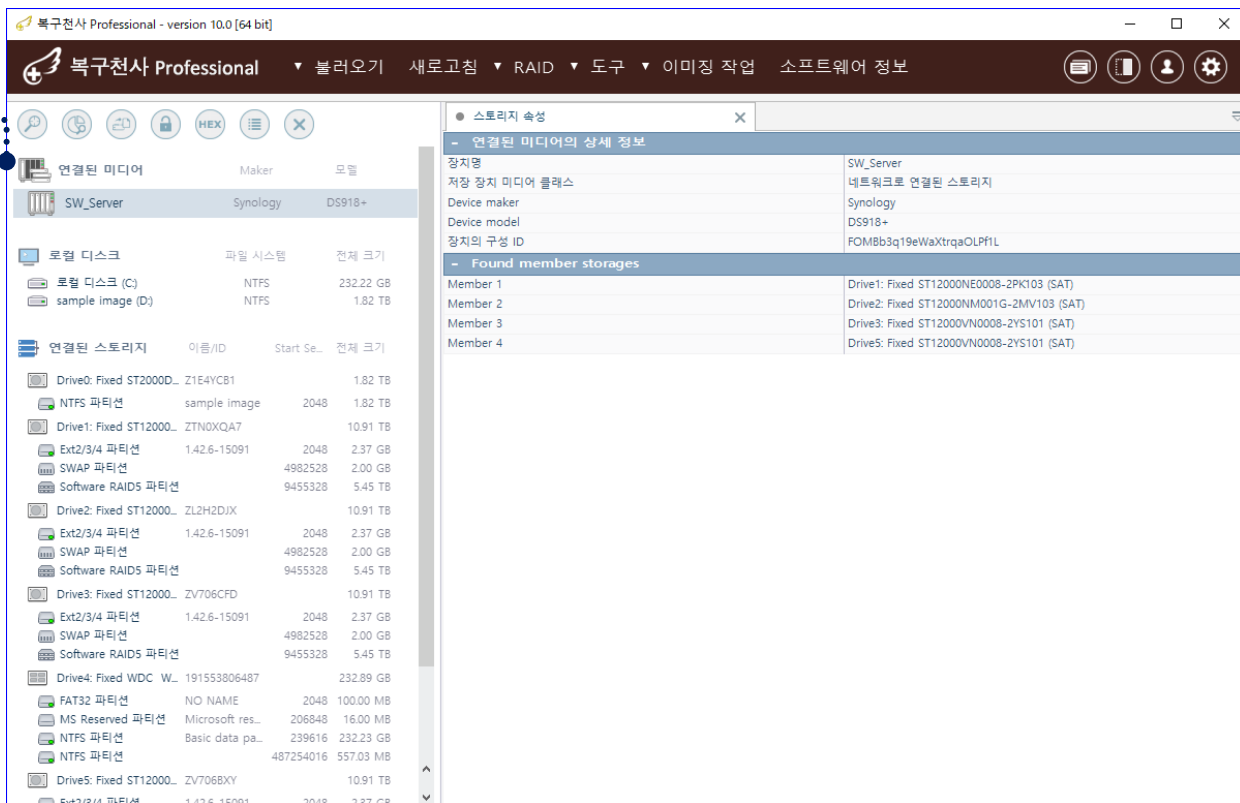 복구천사 Professional - version 10.0 [64 bit]
복구천사 Professional ▼ 불러오기 새로고침 ▼ RAID ▼ 도구 ▼ 이미징 작업 소프트웨어 정보
HEX
연결된 미디어 Maker 모델
SW_Server Synology DS918+
로컬 디스크 파일 시스템 전체 크기
로컬 디스크 (C:) NTFS 232.22 GB
sample image (D:) NTFS 1.82 TB
연결된 스토리지 이름/ID Start Se... 전체 크기
Drive0: Fixed ST2000D... Z1E4YCB1 1.82 TB
NTFS 파티션 sample image 2048 1.82 TB
Drive1: Fixed ST12000... ZTN0XQA7 10.91 TB
Ext2/3/4 파티션 1.42.6-15091 2048 2.37 GB
SWAP 파티션 4982528 2.00 GB
Software RAID5 파티션 9455328 5.45 TB
Drive2: Fixed ST12000... ZL2H2DJX 10.91 TB
Ext2/3/4 파티션 1.42.6-15091 2048 2.37 GB
SWAP 파티션 4982528 2.00 GB
Software RAID5 파티션 9455328 5.45 TB
Drive3: Fixed ST12000... ZV706CFD 10.91 TB
Ext2/3/4 파티션 1.42.6-15091 2048 2.37 GB
SWAP 파티션 4982528 2.00 GB
Software RAID5 파티션 9455328 5.45 TB
Drive4: Fixed WDC W... 191553806487 232.89 GB
FAT32 파티션 NO NAME 2048 100.00 MB
MS Reserved 파티션 Microsoft res... 206848 16.00 MB
NTFS 파티션 Basic data pa... 239616 232.23 GB
NTFS 파티션 487254016 557.03 MB
Drive5: Fixed ST12000... ZV706BXY 10.91 TB
Ext2/3/4 파티션 1.42.6-15091 2048 2.37 GB
스토리지 속성
연결된 미디어의 상세 정보
장치명 SW_Server
저장 장치 미디어 클래스 네트워크로 연결된 스토리지
Device maker Synology
Device model DS918+
장치의 구성 ID FOMBb3q19eWaXtrqaOLPf1L
Found member storages
Member 1 Drive1: Fixed ST12000NE0008-2PK103 (SAT)
Member 2 Drive2: Fixed ST12000NM001G-2MV103 (SAT)
Member 3 Drive3: Fixed ST12000VN0008-2YS101 (SAT)
Member 4 Drive5: Fixed ST12000VN0008-2YS101 (SAT)